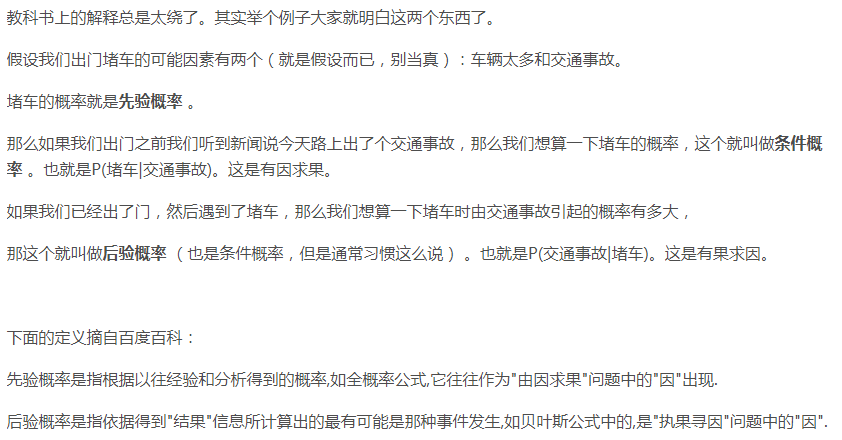 教科书上的解释总是太绕了。其实举个例子大家就明白这两个东西了。
假设我们出门堵车的可能因素有两个（就是假设而已，别当真）：车辆太多和交通事故。
堵车的概率就是先验概率 。
那么如果我们出门之前我们听到新闻说今天路上出了个交通事故，那么我们想算一下堵车的概率，这个就叫做条件概
率 。也就是P(堵车|交通事故)。这是有因求果。
如果我们已经出了门，然后遇到了堵车，那么我们想算一下堵车时由交通事故引起的概率有多大，
那这个就叫做后验概率 （也是条件概率，但是通常习惯这么说） 。也就是P(交通事故|堵车)。这是有果求因。
下面的定义摘自百度百科：
先验概率是指根据以往经验和分析得到的概率,如全概率公式,它往往作为"由因求果"问题中的"因"出现.
后验概率是指依据得到"结果"信息所计算出的最有可能是那种事件发生,如贝叶斯公式中的,是"执果寻因"问题中的"因".